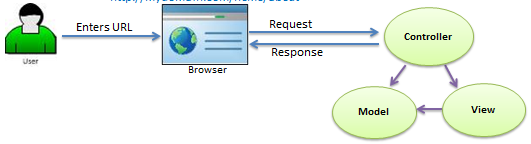 Enters URL
Request
Response
Controller
User
Browser
Model
View